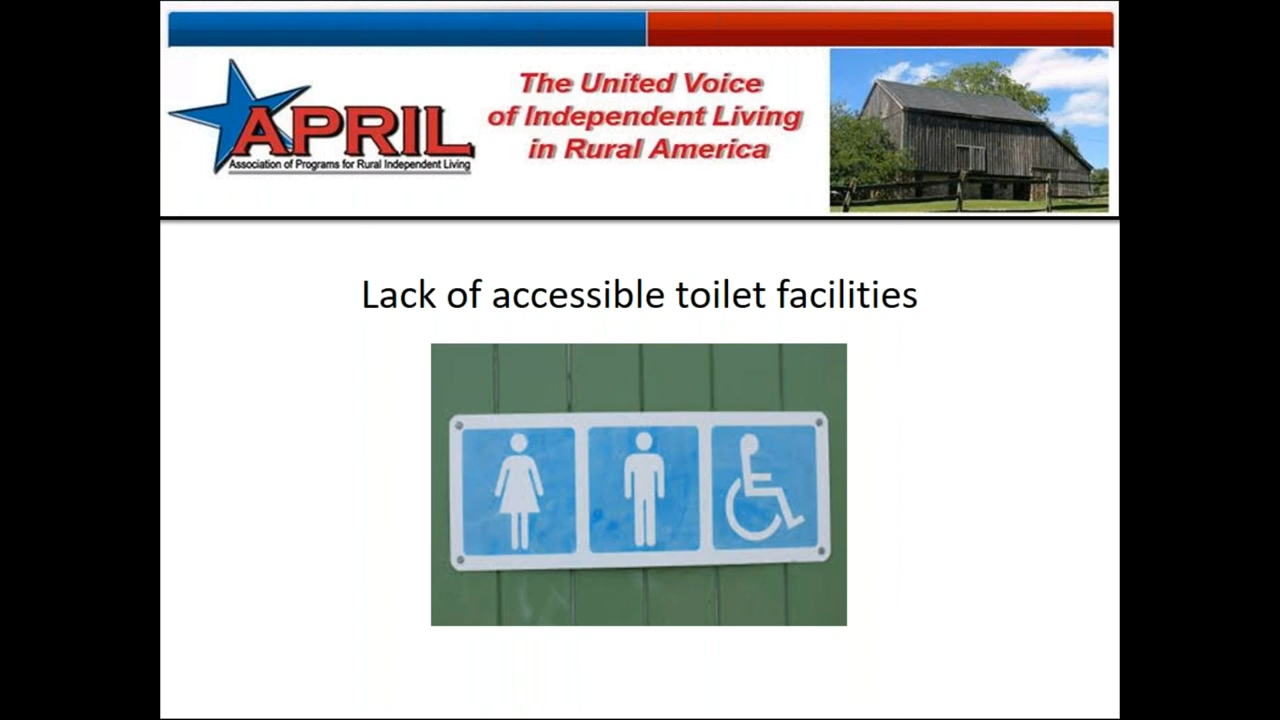 APRIL
Association of Programs for Rural Independent Living
The United Voice
of Independent Living
in Rural America
Lack of accessible toilet facilities